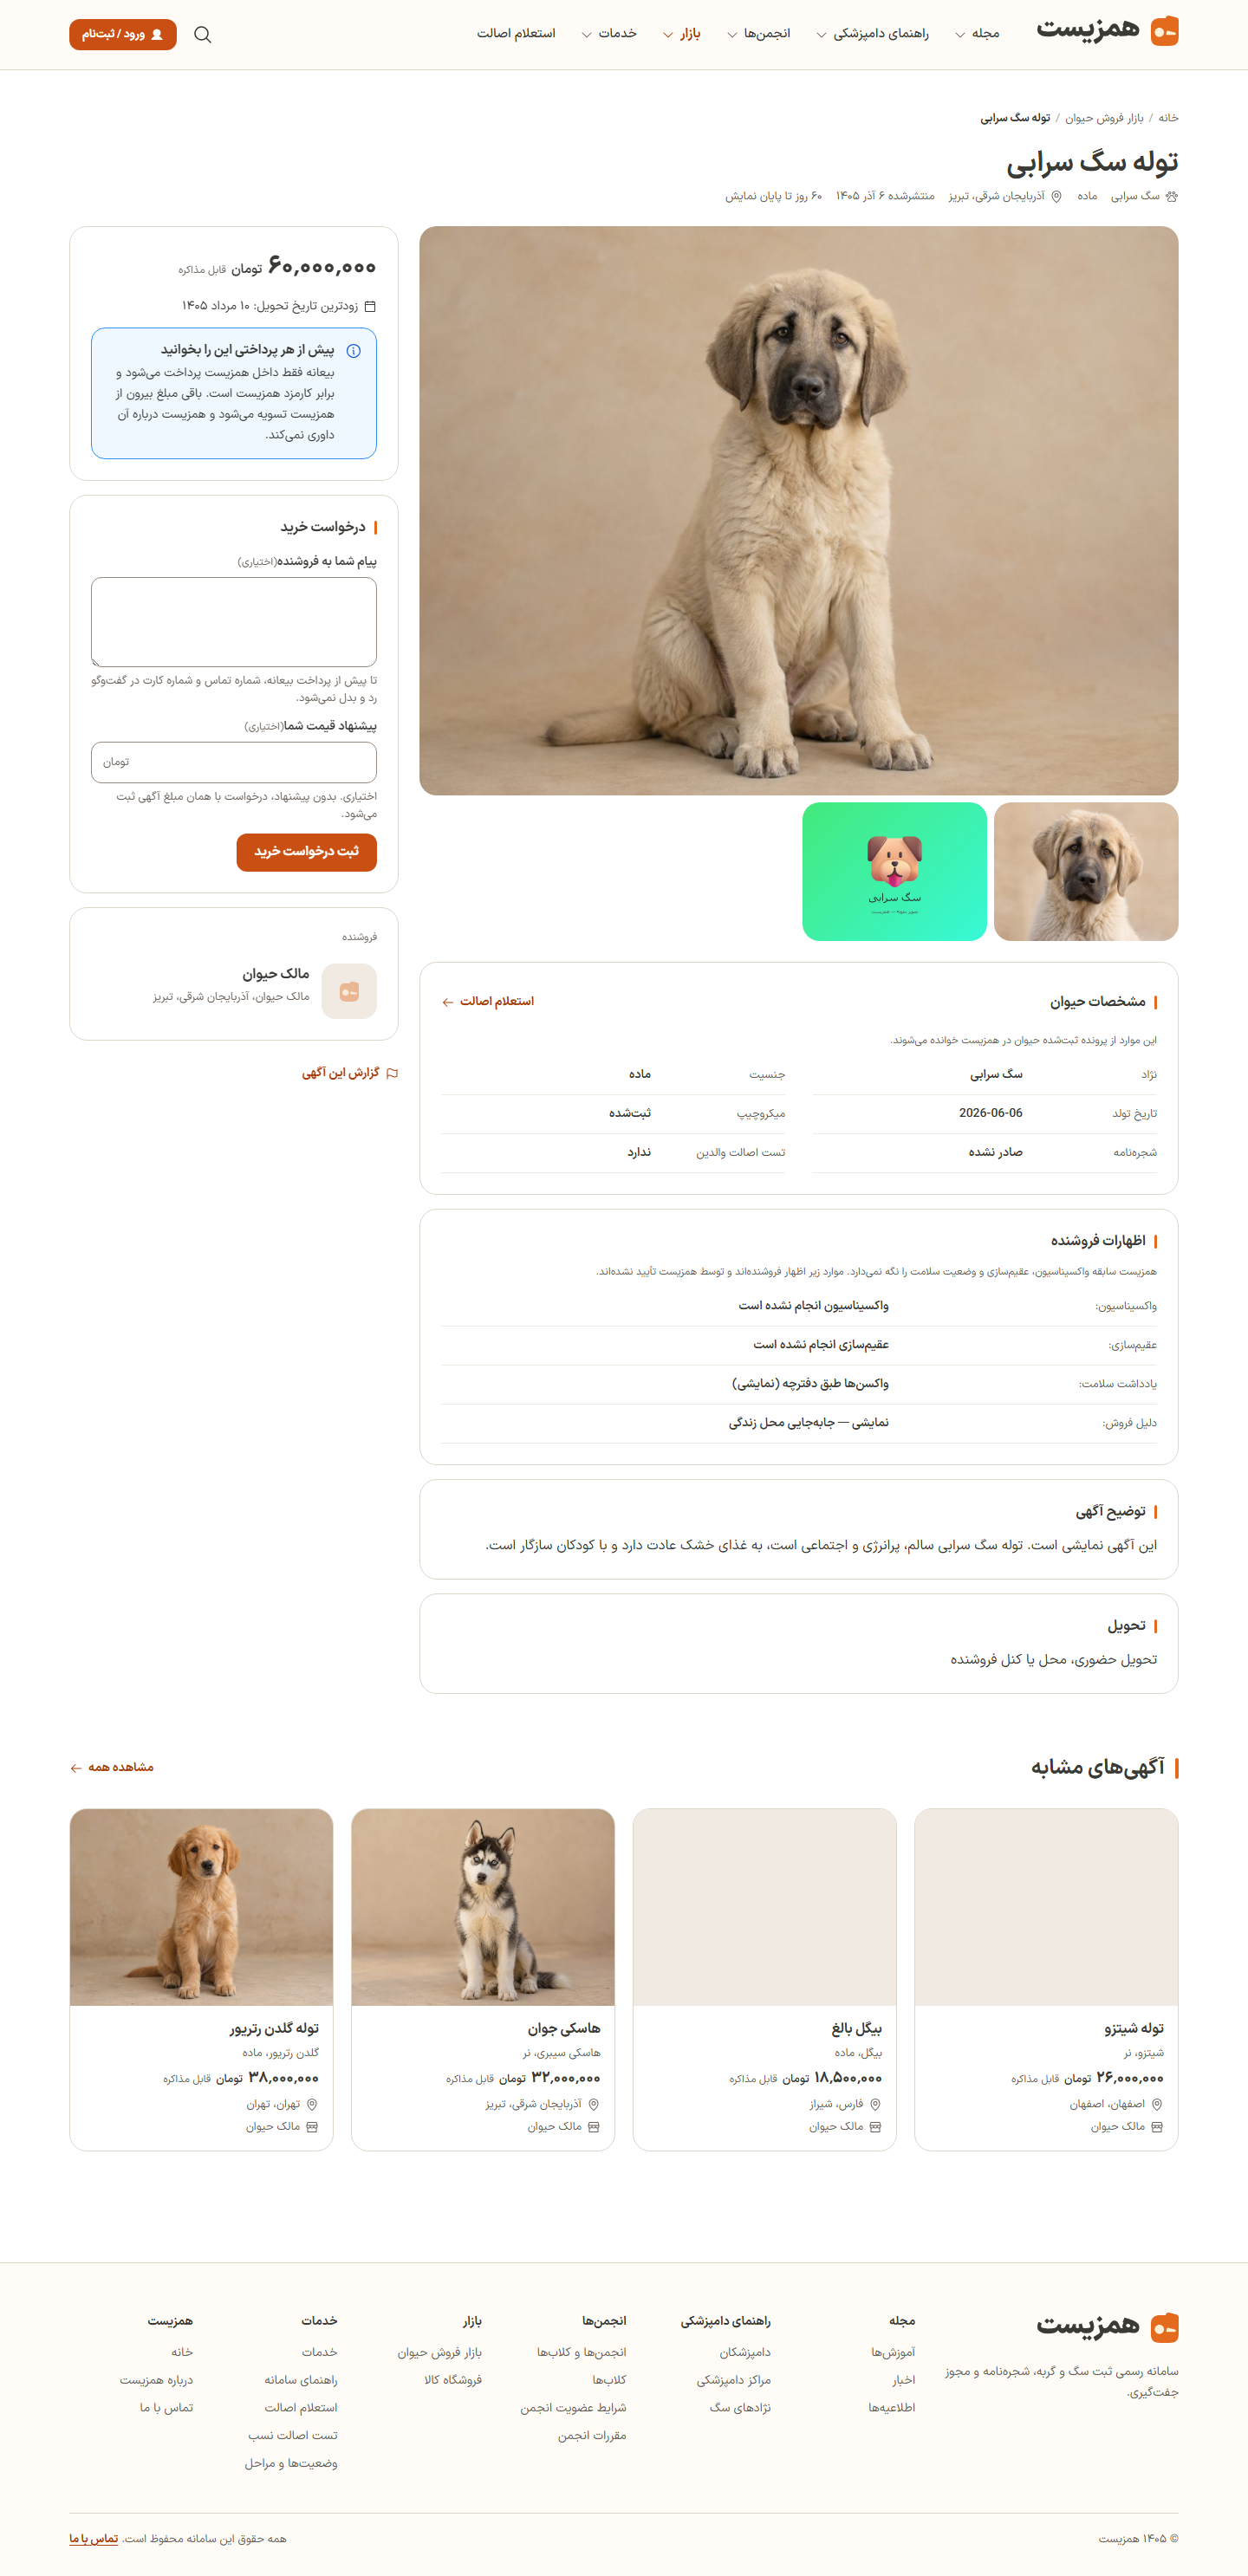 همزیست
مجله
راهنمای دامپزشکی
انجمن‌ها
بازار
خدمات
استعلام اصالت
ورود / ثبت‌نام
خانه / بازار فروش حیوان / توله سگ سرابی
توله سگ سرابی
سگ سرابی ماده آذربایجان شرقی، تبریز منتشرشده ۶ آذر ۱۴۰۵ ۶۰ روز تا پایان نمایش
۶۰,۰۰۰,۰۰۰ تومان قابل مذاکره
زودترین تاریخ تحویل: ۱۰ مرداد ۱۴۰۵
پیش از هر پرداختی این را بخوانید
بیعانه فقط داخل همزیست پرداخت می‌شود و
برابر کارمزد همزیست است. باقی مبلغ بیرون از
همزیست تسویه می‌شود و همزیست درباره آن
داوری نمی‌کند.
درخواست خرید
پیام شما به فروشنده(اختیاری)
تا پیش از پرداخت بیعانه، شماره تماس و شماره کارت در گفت‌وگو
رد و بدل نمی‌شود.
پیشنهاد قیمت شما(اختیاری)
تومان
اختیاری. بدون پیشنهاد، درخواست با همان مبلغ آگهی ثبت
می‌شود.
ثبت درخواست خرید
فروشنده
مالک حیوان
مالک حیوان، آذربایجان شرقی، تبریز
گزارش این آگهی
سگ سرابی
مشخصات حیوان
استعلام اصالت
این موارد از پرونده ثبت‌شده حیوان در همزیست خوانده می‌شوند.
نژاد سگ سرابی جنسیت ماده
تاریخ تولد 2026-06-06 میکروچیپ ثبت‌شده
شجره‌نامه صادر نشده تست اصالت والدین ندارد
اظهارات فروشنده
همزیست سابقه واکسیناسیون، عقیم‌سازی و وضعیت سلامت را نگه نمی‌دارد. موارد زیر اظهار فروشنده‌اند و توسط همزیست تأیید نشده‌اند.
واکسیناسیون: واکسیناسیون انجام نشده است
عقیم‌سازی: عقیم‌سازی انجام نشده است
یادداشت سلامت: واکسن‌ها طبق دفترچه (نمایشی)
دلیل فروش: نمایشی — جابه‌جایی محل زندگی
توضیح آگهی
این آگهی نمایشی است. توله سگ سرابی سالم، پرانرژی و اجتماعی است، به غذای خشک عادت دارد و با کودکان سازگار است.
تحویل
تحویل حضوری، محل یا کنل فروشنده
آگهی‌های مشابه
مشاهده همه
توله شیتزو
شیتزو، نر
۲۶,۰۰۰,۰۰۰ تومان قابل مذاکره
اصفهان، اصفهان
مالک حیوان
بیگل بالغ
بیگل، ماده
۱۸,۵۰۰,۰۰۰ تومان قابل مذاکره
فارس، شیراز
مالک حیوان
هاسکی جوان
هاسکی سیبری، نر
۳۲,۰۰۰,۰۰۰ تومان قابل مذاکره
آذربایجان شرقی، تبریز
مالک حیوان
توله گلدن رتریور
گلدن رتریور، ماده
۳۸,۰۰۰,۰۰۰ تومان قابل مذاکره
تهران، تهران
مالک حیوان
همزیست
سامانه رسمی ثبت سگ و گربه، شجره‌نامه و مجوز
جفت‌گیری.
مجله
آموزش‌ها
اخبار
اطلاعیه‌ها
راهنمای دامپزشکی
دامپزشکان
مراکز دامپزشکی
نژادهای سگ
انجمن‌ها
انجمن‌ها و کلاب‌ها
کلاب‌ها
شرایط عضویت انجمن
مقررات انجمن
بازار
بازار فروش حیوان
فروشگاه کالا
خدمات
خدمات
راهنمای سامانه
استعلام اصالت
تست اصالت نسب
وضعیت‌ها و مراحل
همزیست
خانه
درباره همزیست
تماس با ما
© ۱۴۰۵ همزیست
همه حقوق این سامانه محفوظ است. تماس با ما